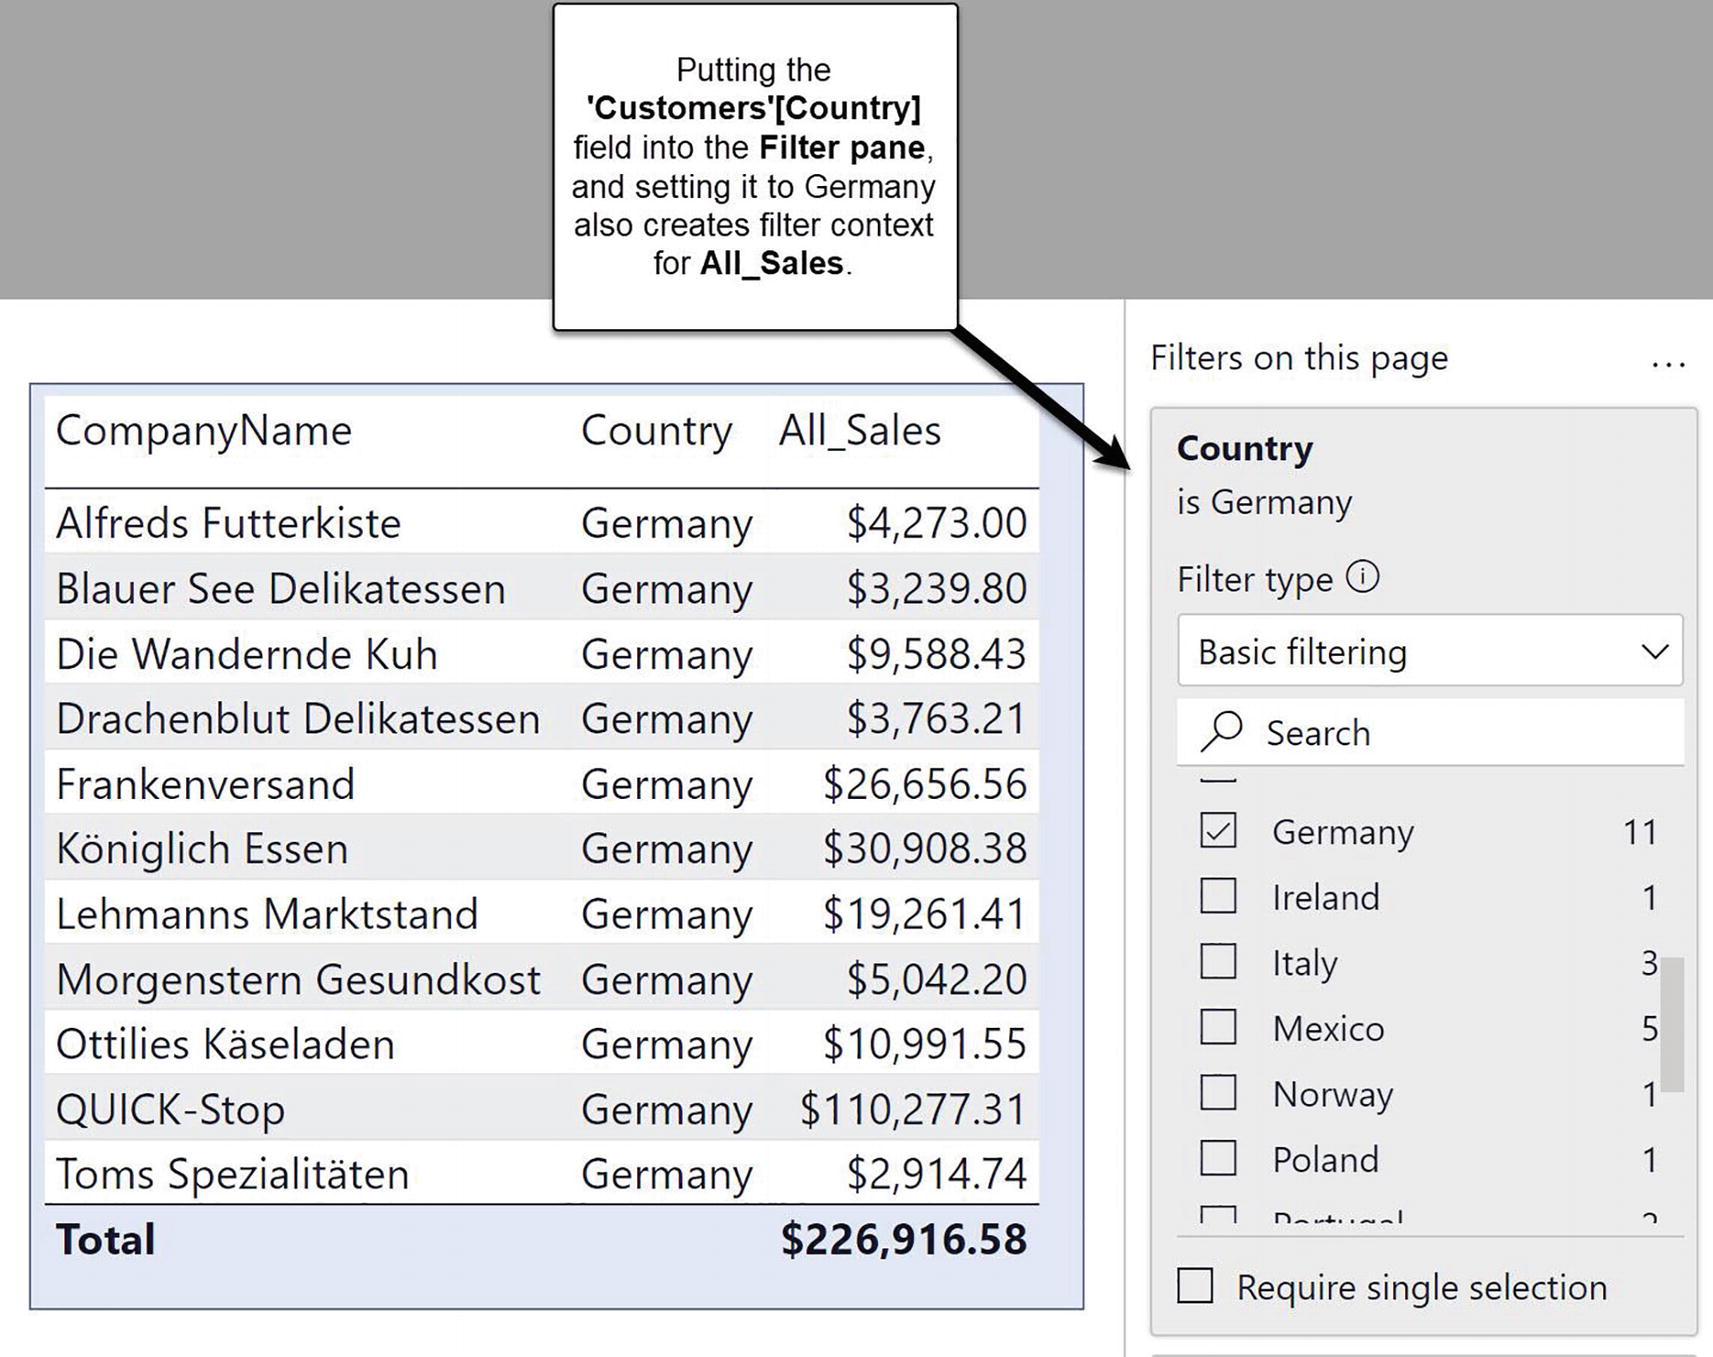 Putting the
'Customers'[Country]
field into the Filter pane,
and setting it to Germany
also creates filter context
for All_Sales.
CompanyName Country All_Sales
Alfreds Futterkiste Germany $4,273.00
Blauer See Delikatessen Germany $3,239.80
Die Wandernde Kuh Germany $9,588.43
Drachenblut Delikatessen Germany $3,763.21
Frankenversand Germany $26,656.56
Königlich Essen Germany $30,908.38
Lehmanns Marktstand Germany $19,261.41
Morgenstern Gesundkost Germany $5,042.20
Ottilies Käseladen Germany $10,991.55
QUICK-Stop Germany $110,277.31
Toms Spezialitäten Germany $2,914.74
Total $226,916.58
Filters on this page ...
Country
is Germany
Filter type
Basic filtering
Search
Germany 11
Ireland 1
Italy 3
Mexico 5
Norway 1
Poland 1
Portugal 2
Require single selection